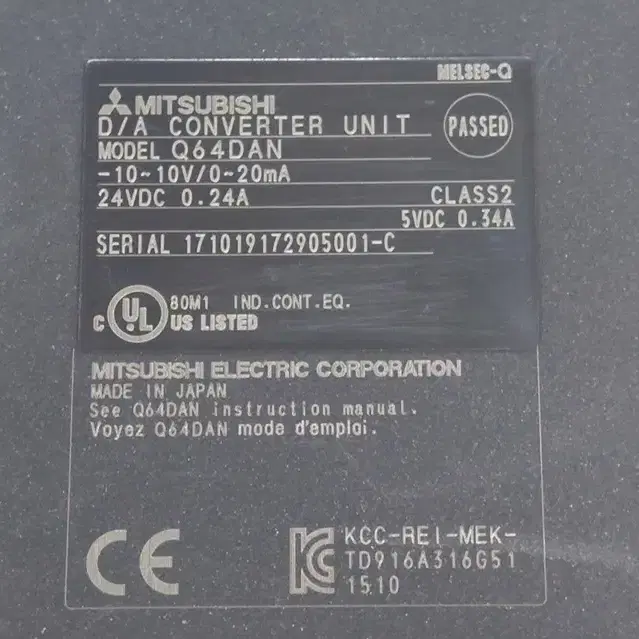 MELSEC-Q
MITSUBISHI
D/A CONVERTER UNIT
PASSED
MODEL Q64DAN
-10~10V/0~20mA
24VDC 0.24A CLASS2
5VDC 0.34A
SERIAL 171019172905001-C
C UL 80M1 IND.CONT.EQ.
US LISTED
MITSUBISHI ELECTRIC CORPORATION
MADE IN JAPAN
See Q64DAN instruction manual.
Voyez Q64DAN mode d'emploi.
CE
KC KCC-REI-MEK-
TD916A316G51
1510